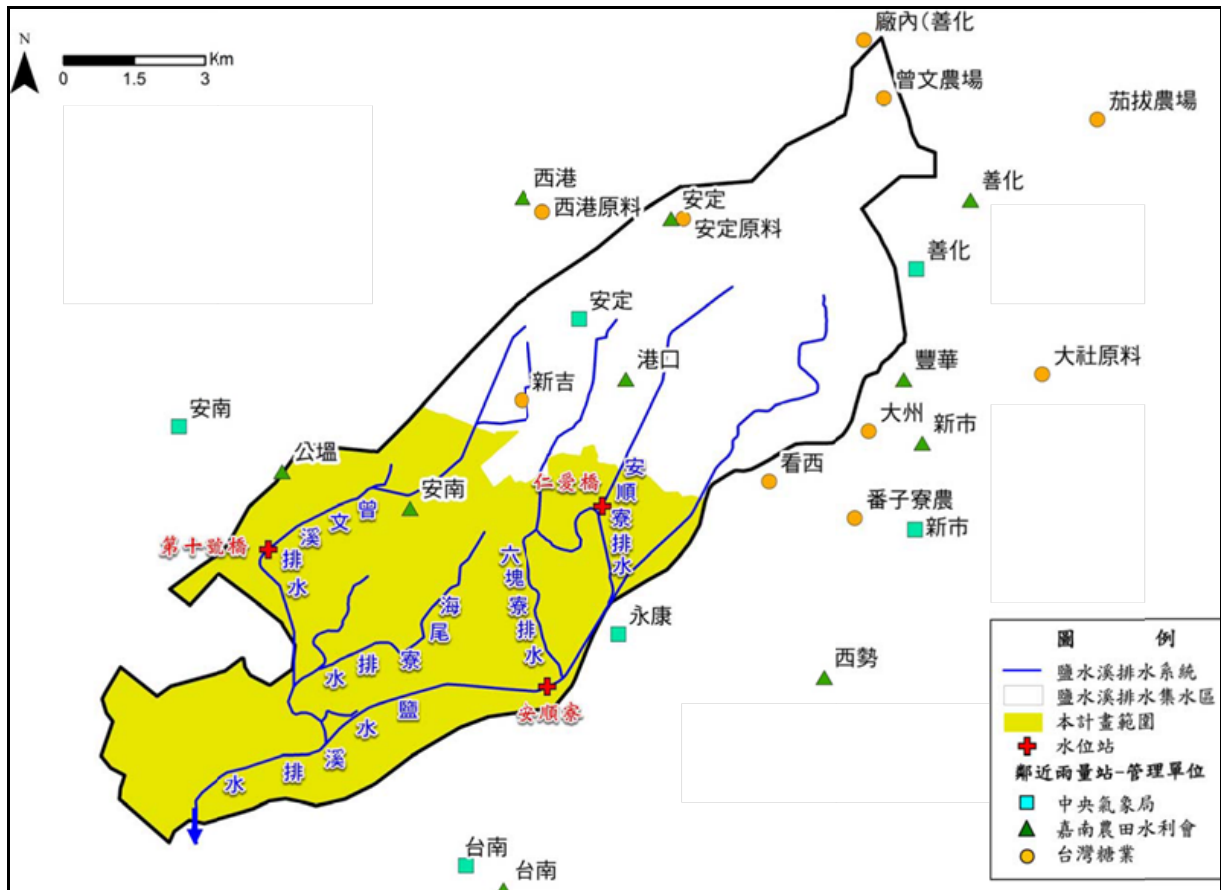 廠內(善化
N
Km
0 1.5 3
曾文農場
茄拔農場
西港
西港原料
安定
安定原料
善化
善化
安定
港口
新吉
豐華
大社原料
大州
新市
安南
公塭
安南
看西
番子寮農
新市
仁愛橋
安順寮排水
第十號橋
曾文溪排水
六塊寮排水
海尾寮排水
永康
西勢
安順寮
鹽水溪排水
台南
台南
圖 例
鹽水溪排水系統
鹽水溪排水集水區
本計畫範圍
水位站
鄰近雨量站-管理單位
中央氣象局
嘉南農田水利會
台灣糖業